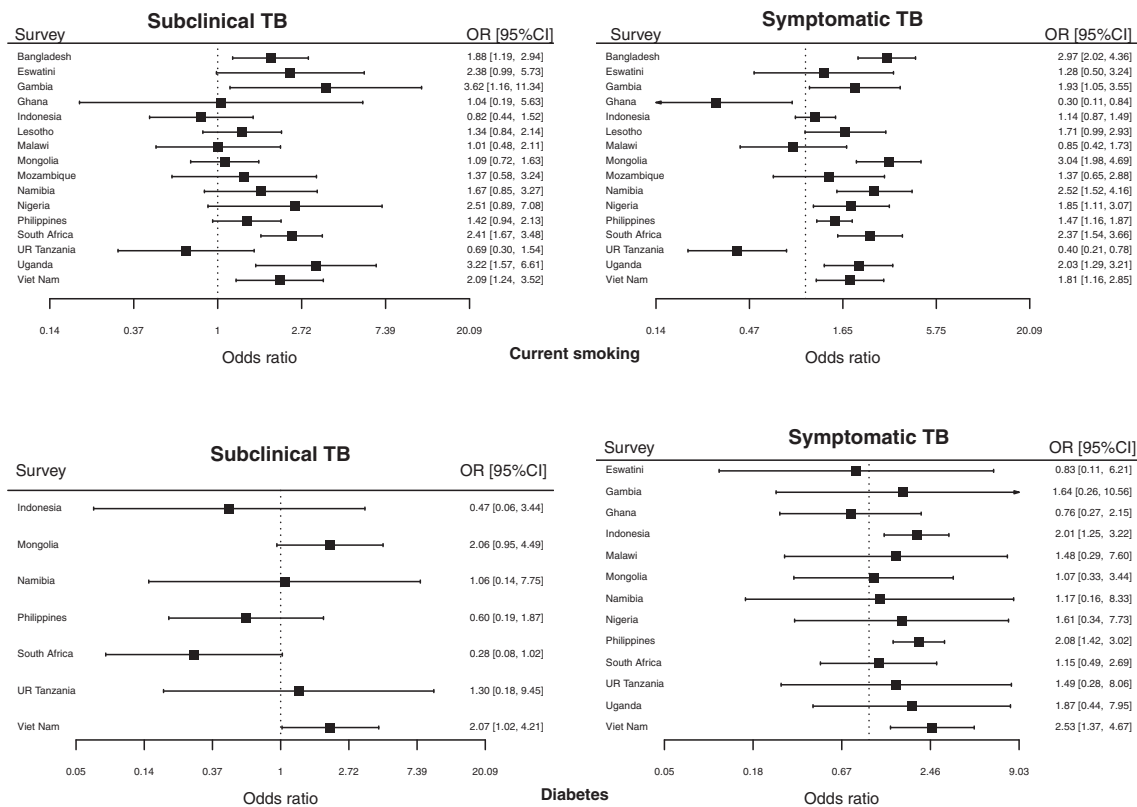 Subclinical TB
Survey OR [95%CI]
Bangladesh 1.88 [1.19, 2.94]
Eswatini 2.38 [0.99, 5.73]
Gambia 3.62 [1.16, 11.34]
Ghana 1.04 [0.19, 5.63]
Indonesia 0.82 [0.44, 1.52]
Lesotho 1.34 [0.84, 2.14]
Malawi 1.01 [0.48, 2.11]
Mongolia 1.09 [0.72, 1.63]
Mozambique 1.37 [0.58, 3.24]
Namibia 1.67 [0.85, 3.27]
Nigeria 2.51 [0.89, 7.08]
Philippines 1.42 [0.94, 2.13]
South Africa 2.41 [1.67, 3.48]
UR Tanzania 0.69 [0.30, 1.54]
Uganda 3.22 [1.57, 6.61]
Viet Nam 2.09 [1.24, 3.52]
0.14 0.37 1 2.72 7.39 20.09
Odds ratio
Symptomatic TB
Survey OR [95%CI]
Bangladesh 2.97 [2.02, 4.36]
Eswatini 1.28 [0.50, 3.24]
Gambia 1.93 [1.05, 3.55]
Ghana 0.30 [0.11, 0.84]
Indonesia 1.14 [0.87, 1.49]
Lesotho 1.71 [0.99, 2.93]
Malawi 0.85 [0.42, 1.73]
Mongolia 3.04 [1.98, 4.69]
Mozambique 1.37 [0.65, 2.88]
Namibia 2.52 [1.52, 4.16]
Nigeria 1.85 [1.11, 3.07]
Philippines 1.47 [1.16, 1.87]
South Africa 2.37 [1.54, 3.66]
UR Tanzania 0.40 [0.21, 0.78]
Uganda 2.03 [1.29, 3.21]
Viet Nam 1.81 [1.16, 2.85]
0.14 0.47 1.65 5.75 20.09
Odds ratio
Current smoking
Subclinical TB
Survey OR [95%CI]
Indonesia 0.47 [0.06, 3.44]
Mongolia 2.06 [0.95, 4.49]
Namibia 1.06 [0.14, 7.75]
Philippines 0.60 [0.19, 1.87]
South Africa 0.28 [0.08, 1.02]
UR Tanzania 1.30 [0.18, 9.45]
Viet Nam 2.07 [1.02, 4.21]
0.05 0.14 0.37 1 2.72 7.39 20.09
Odds ratio
Symptomatic TB
Survey OR [95%CI]
Eswatini 0.83 [0.11, 6.21]
Gambia 1.64 [0.26, 10.56]
Ghana 0.76 [0.27, 2.15]
Indonesia 2.01 [1.25, 3.22]
Malawi 1.48 [0.29, 7.60]
Mongolia 1.07 [0.33, 3.44]
Namibia 1.17 [0.16, 8.33]
Nigeria 1.61 [0.34, 7.73]
Philippines 2.08 [1.42, 3.02]
South Africa 1.15 [0.49, 2.69]
UR Tanzania 1.49 [0.28, 8.06]
Uganda 1.87 [0.44, 7.95]
Viet Nam 2.53 [1.37, 4.67]
0.05 0.18 0.67 2.46 9.03
Odds ratio
Diabetes